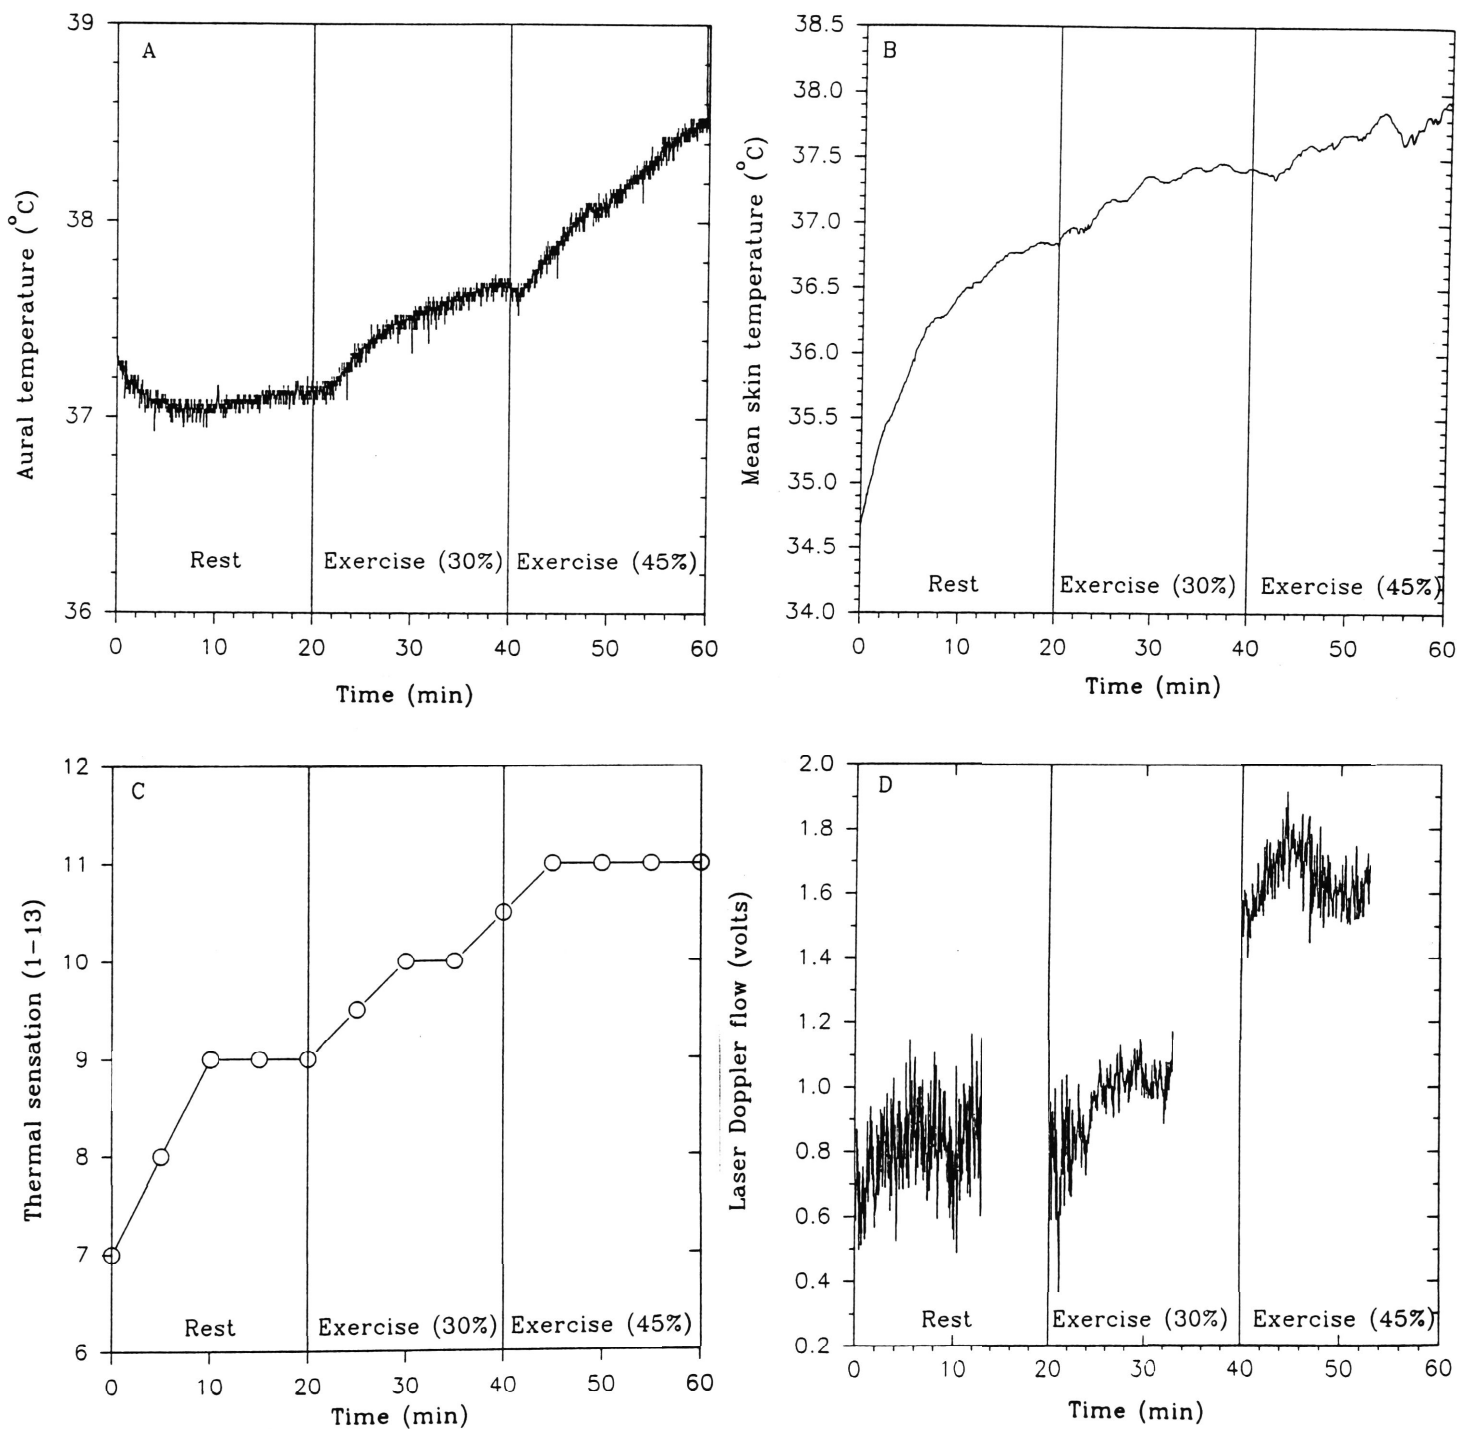 A
Aural temperature (°C)
39
38
37
36
Rest
Exercise (30%)
Exercise (45%)
0 10 20 30 40 50 60
Time (min)
B
Mean skin temperature (°C)
38.5
38.0
37.5
37.0
36.5
36.0
35.5
35.0
34.5
34.0
Rest
Exercise (30%)
Exercise (45%)
0 10 20 30 40 50 60
Time (min)
C
Thermal sensation (1-13)
12
11
10
9
8
7
6
Rest
Exercise (30%)
Exercise (45%)
0 10 20 30 40 50 60
Time (min)
D
Laser Doppler flow (volts)
2.0
1.8
1.6
1.4
1.2
1.0
0.8
0.6
0.4
0.2
Rest
Exercise (30%)
Exercise (45%)
0 10 20 30 40 50 60
Time (min)